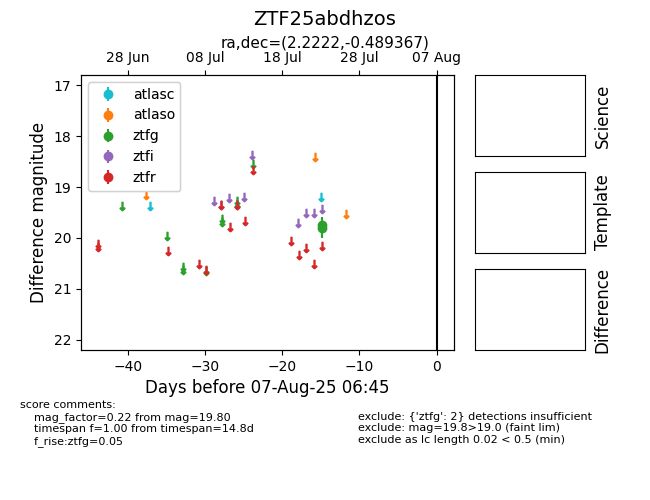 ZTF25abdhzos
ra,dec=(2.2222,-0.489367)
28 Jun 08 Jul 18 Jul 28 Jul 07 Aug
17
18
19
20
21
22
Difference magnitude
atlasc
atlaso
ztfg
ztfi
ztfr
−40 −30 −20 −10 0
Days before 07-Aug-25 06:45
Science
Template
Difference
score comments:
mag_factor=0.22 from mag=19.80
timespan f=1.00 from timespan=14.8d
f_rise:ztfg=0.05
exclude: {'ztfg': 2} detections insufficient
exclude: mag=19.8>19.0 (faint lim)
exclude as lc length 0.02 < 0.5 (min)